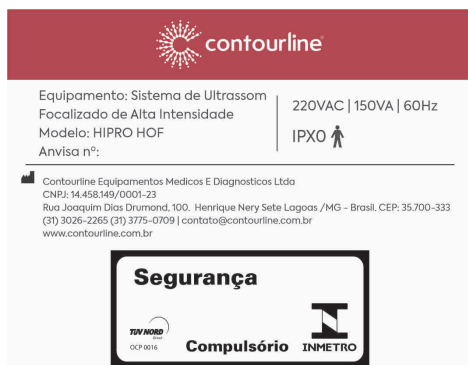 contourline
Equipamento: Sistema de Ultrassom
Focalizado de Alta Intensidade
Modelo: HIPRO HOF
Anvisa nº:
220VAC | 150VA | 60Hz
IPX0
Contourline Equipamentos Medicos E Diagnosticos Ltda
CNPJ: 14.458.149/0001-23
Rua Joaquim Dias Drumond, 100. Henrique Nery Sete Lagoas /MG - Brasil. CEP: 35.700-333
(31) 3026-2265 (31) 3775-0709 | contato@contourline.com.br
www.contourline.com.br
Segurança
TUV NORD
Brasil
OCP 0016
Compulsório
INMETRO